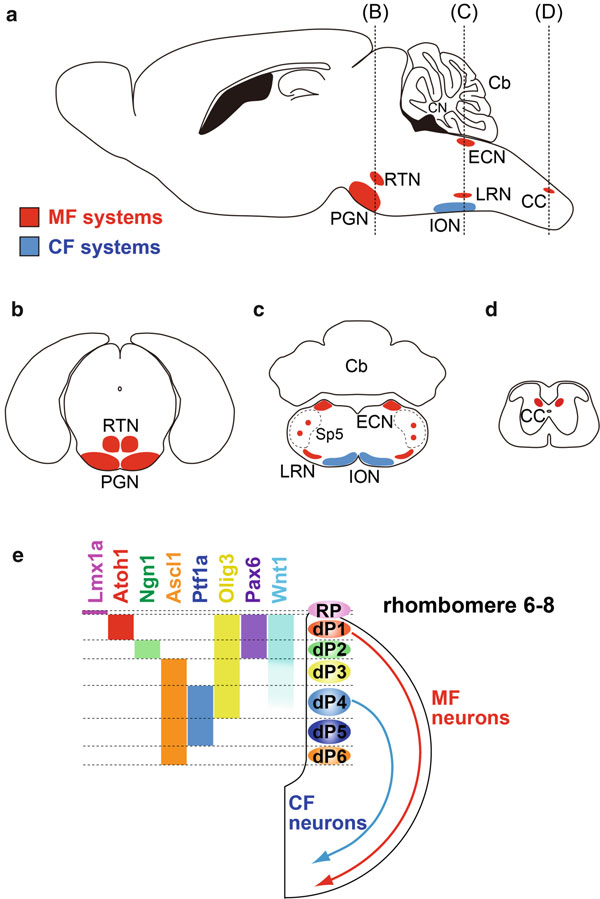 a
(B)
(C)
(D)
Cb
CN
ECN
RTN
LRN
CC
PGN
ION
MF systems
CF systems
b
c
d
Cb
RTN
ECN
Sp5
CC
PGN
LRN
ION
e
Lmx1a
Atoh1
Ngn1
Ascl1
Ptf1a
Olig3
Pax6
Wnt1
RP
rhombomere 6-8
dP1
dP2
dP3
dP4
dP5
dP6
MF
neurons
CF
neurons